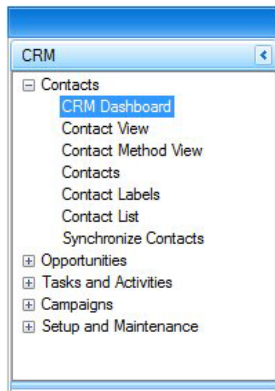 CRM
Contacts
CRM Dashboard
Contact View
Contact Method View
Contacts
Contact Labels
Contact List
Synchronize Contacts
Opportunities
Tasks and Activities
Campaigns
Setup and Maintenance